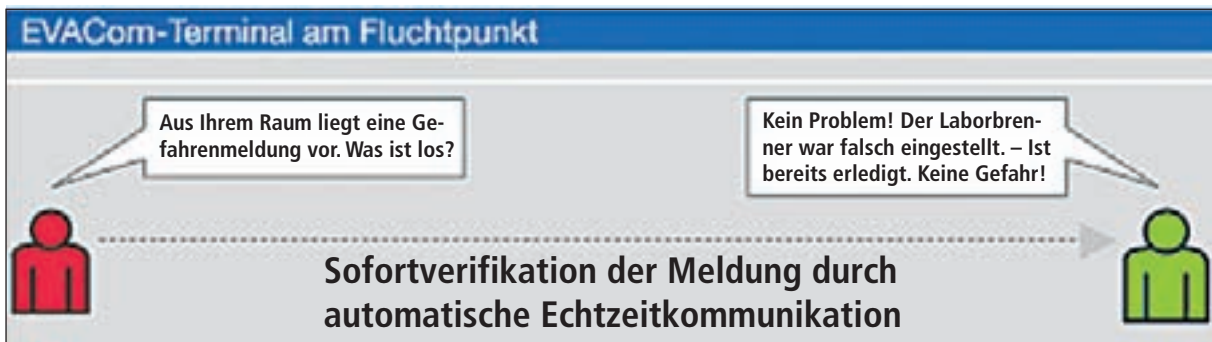 EVACom-Terminal am Fluchtpunkt
Aus Ihrem Raum liegt eine Ge-
fahrenmeldung vor. Was ist los?
Kein Problem! Der Laborbren-
ner war falsch eingestellt. – Ist
bereits erledigt. Keine Gefahr!
Sofortverifikation der Meldung durch
automatische Echtzeitkommunikation